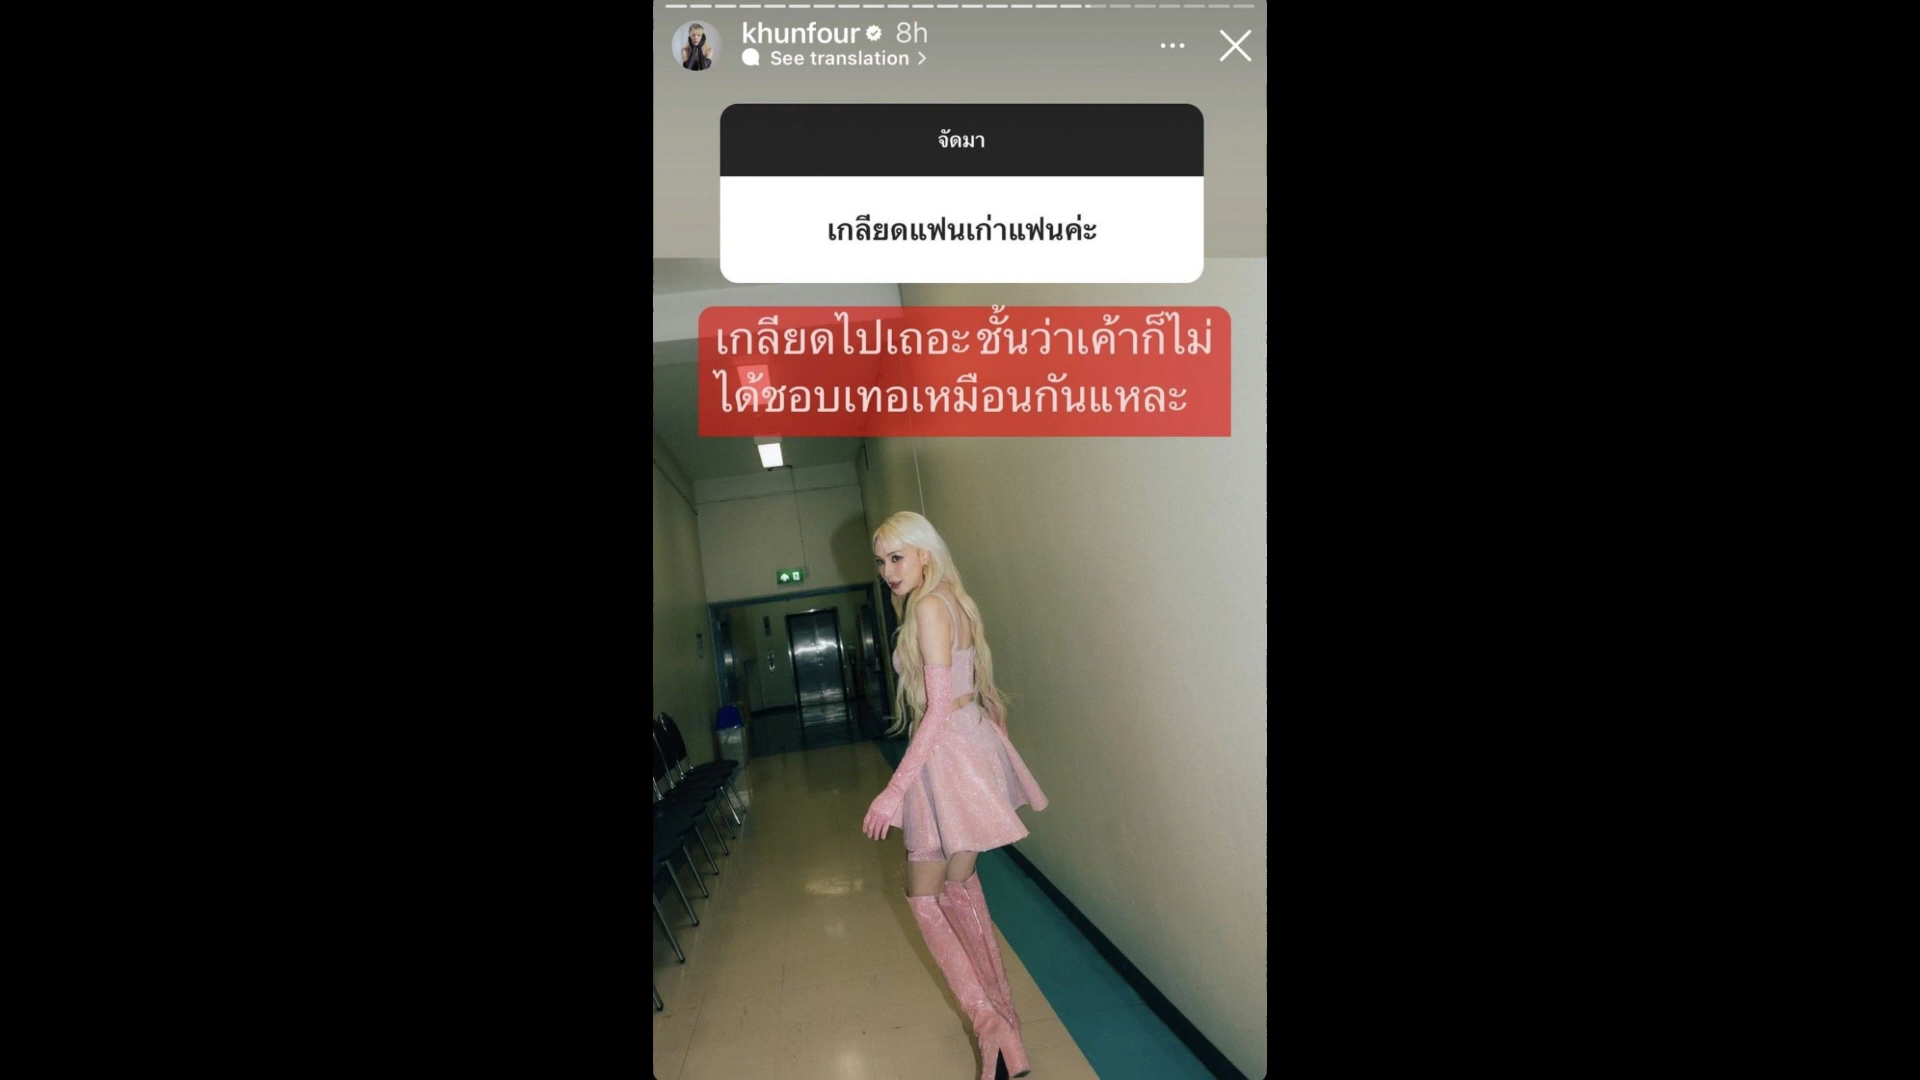 khunfour 8h
See translation
จัดมา
เกลียดแฟนเก่าแฟนค่ะ
เกลียดไปเถอะ ชั้นว่าเค้าก็ไม่
ได้ชอบเทอเหมือนกันแหละ